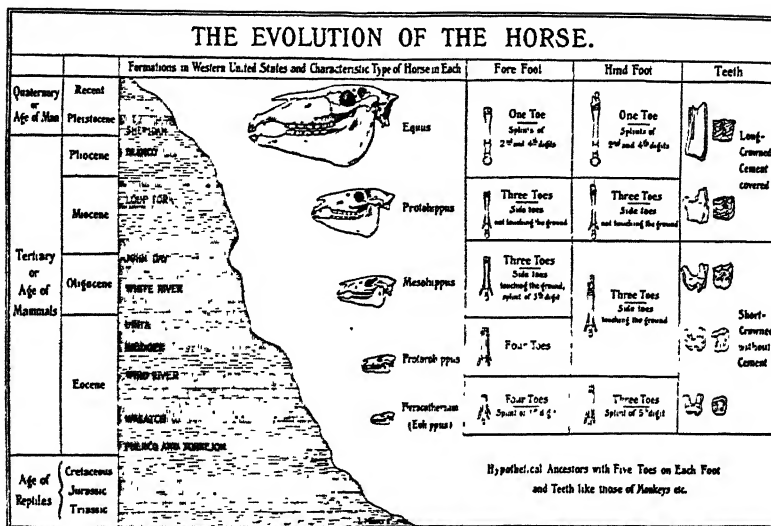 THE EVOLUTION OF THE HORSE.
Formations in Western United States and Characteristic Type of Horse in Each
Fore Foot
Hind Foot
Teeth
Quaternary
or
Age of Man
Recent
Pleistocene
SHERIDAN
Equus
One Toe
Splints of
2nd and 4th digits
One Toe
Splints of
2nd and 4th digits
Long-
Crowned,
Cement
covered
Pliocene
BLANCO
Miocene
LOUP FORK
Protohippus
Three Toes
Side toes
not touching the ground
Three Toes
Side toes
not touching the ground
Tertiary
or
Age of
Mammals
Oligocene
JOHN DAY
WHITE RIVER
Mesohippus
Three Toes
Side toes
touching the ground,
splint of 5th digit
Three Toes
Side toes
touching the ground
Short-
Crowned
without
Cement
Eocene
UINTA
BRIDGER
WIND RIVER
WASATCH
PUERCO AND TORREJON
Protorohippus
Four Toes
(Eohippus)
Four Toes
Three Toes
Splint of 5th digit
Age of
Reptiles
Cretaceous
Jurassic
Triassic
Hypothetical Ancestors with Five Toes on Each Foot
and Teeth like those of Monkeys etc.